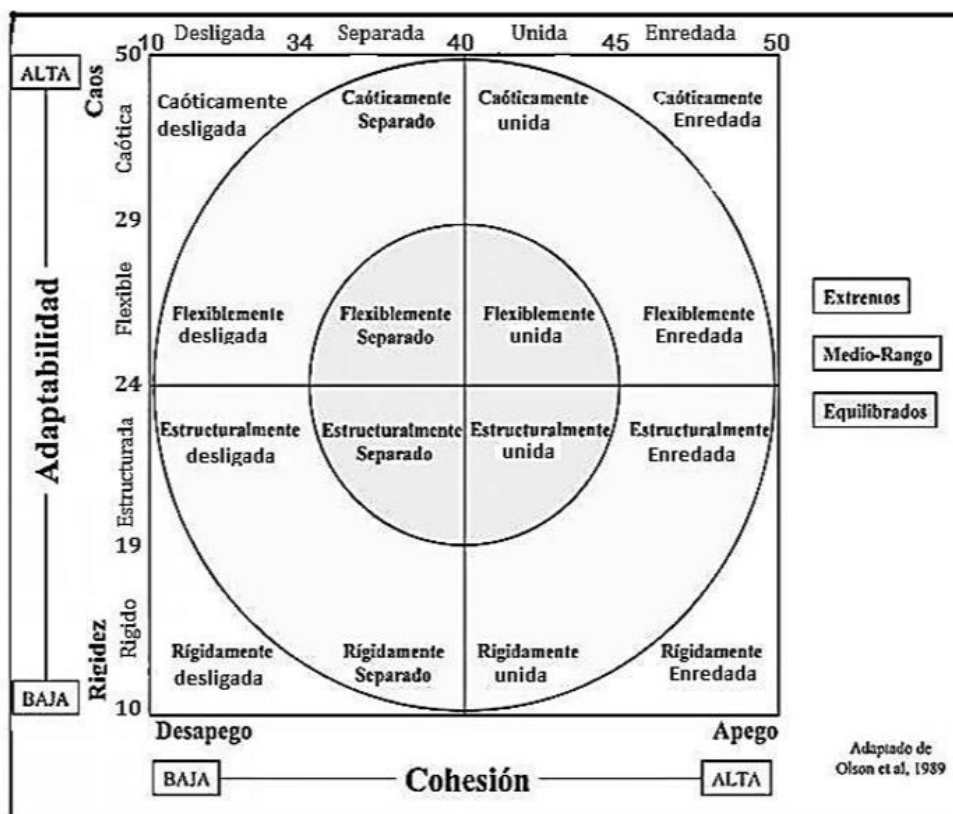 Desligada Separada Unida Enredada
10 34 40 45 50
50
ALTA
Caos
Caóticamente
desligada
Caóticamente
Separado
Caóticamente
unida
Caóticamente
Enredada
Caótica
29
Adaptabilidad
Flexible
Flexiblemente
desligada
Flexiblemente
Separado
Flexiblemente
unida
Flexiblemente
Enredada
Extremos
Medio-Rango
Equilibrados
24
Estructurada
Estructuralmente
desligada
Estructuralmente
Separado
Estructuralmente
unida
Estructuralmente
Enredada
19
Rigidez
Rígido
Rígidamente
desligada
Rígidamente
Separado
Rigidamente
unida
Rígidamente
Enredada
BAJA
10
Desapego Apego
BAJA Cohesión ALTA
Adaptado de
Olson et al, 1989